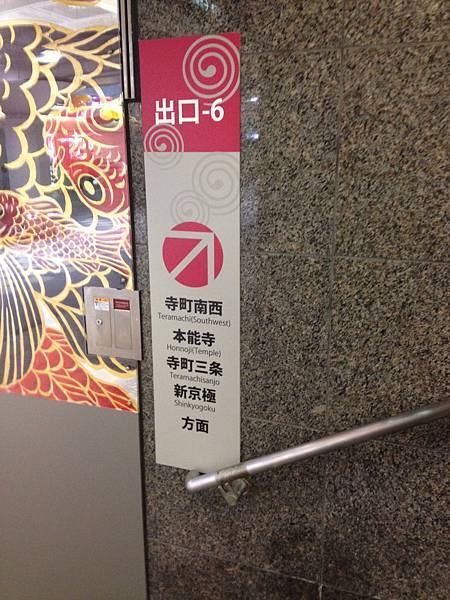 出口-6
寺町南西
Teramachi(Southwest)
本能寺
Honnoji(Temple)
寺町三条
Teramachisanjo
新京極
Shinkyogoku
方面